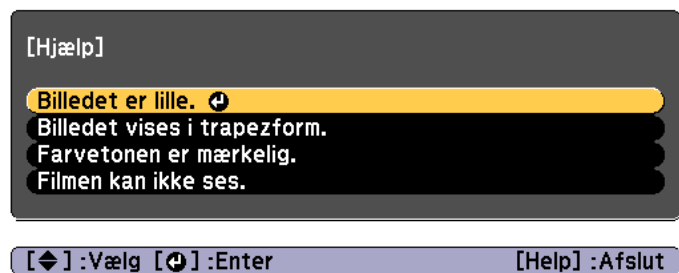 [Hjælp]
Billedet er lille.
Billedet vises i trapezform.
Farvetonen er mærkelig.
Filmen kan ikke ses.
[◆] :Vælg [⏎] :Enter [Help] :Afslut